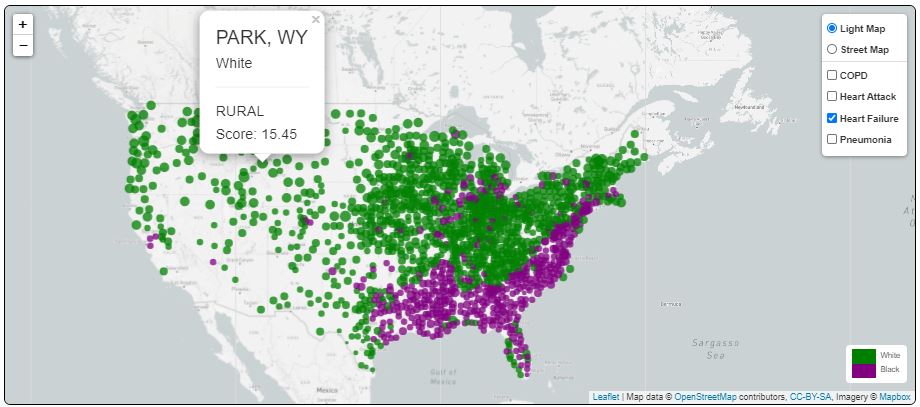 +
−
×
PARK, WY
White
RURAL
Score: 15.45
Light Map
Street Map
COPD
Heart Attack
Heart Failure
Pneumonia
Newfoundland
Bermuda
Sargasso
Sea
Gulf of
Mexico
Mexico
White
Black
Leaflet | Map data © OpenStreetMap contributors, CC-BY-SA, Imagery © Mapbox